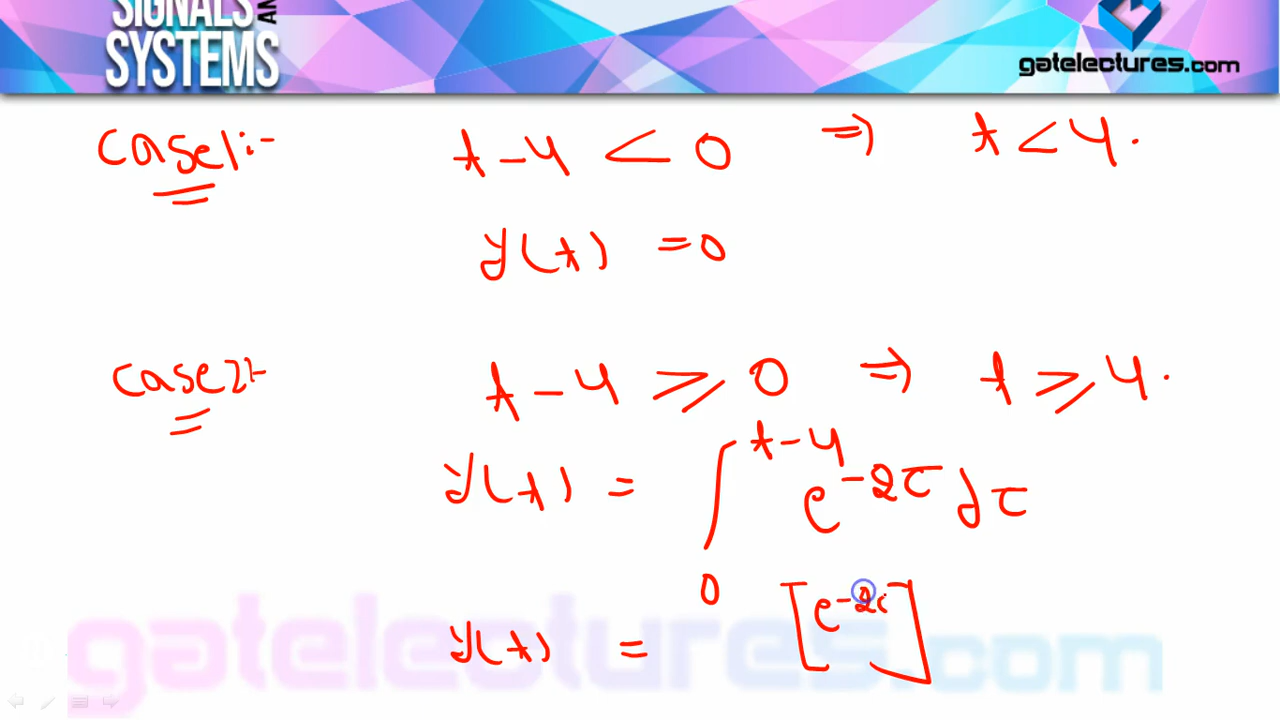 SIGNALS AND
SYSTEMS
gatelectures.com
Case1:- t-4 < 0 ⇒ t < 4.
y(t) = 0
Case2:- t-4 ≥ 0 ⇒ t ≥ 4.
y(t) = ∫₀^(t-4) e^(-2τ) dτ
y(t) = [e^(-2τ)]
gatelectures.com